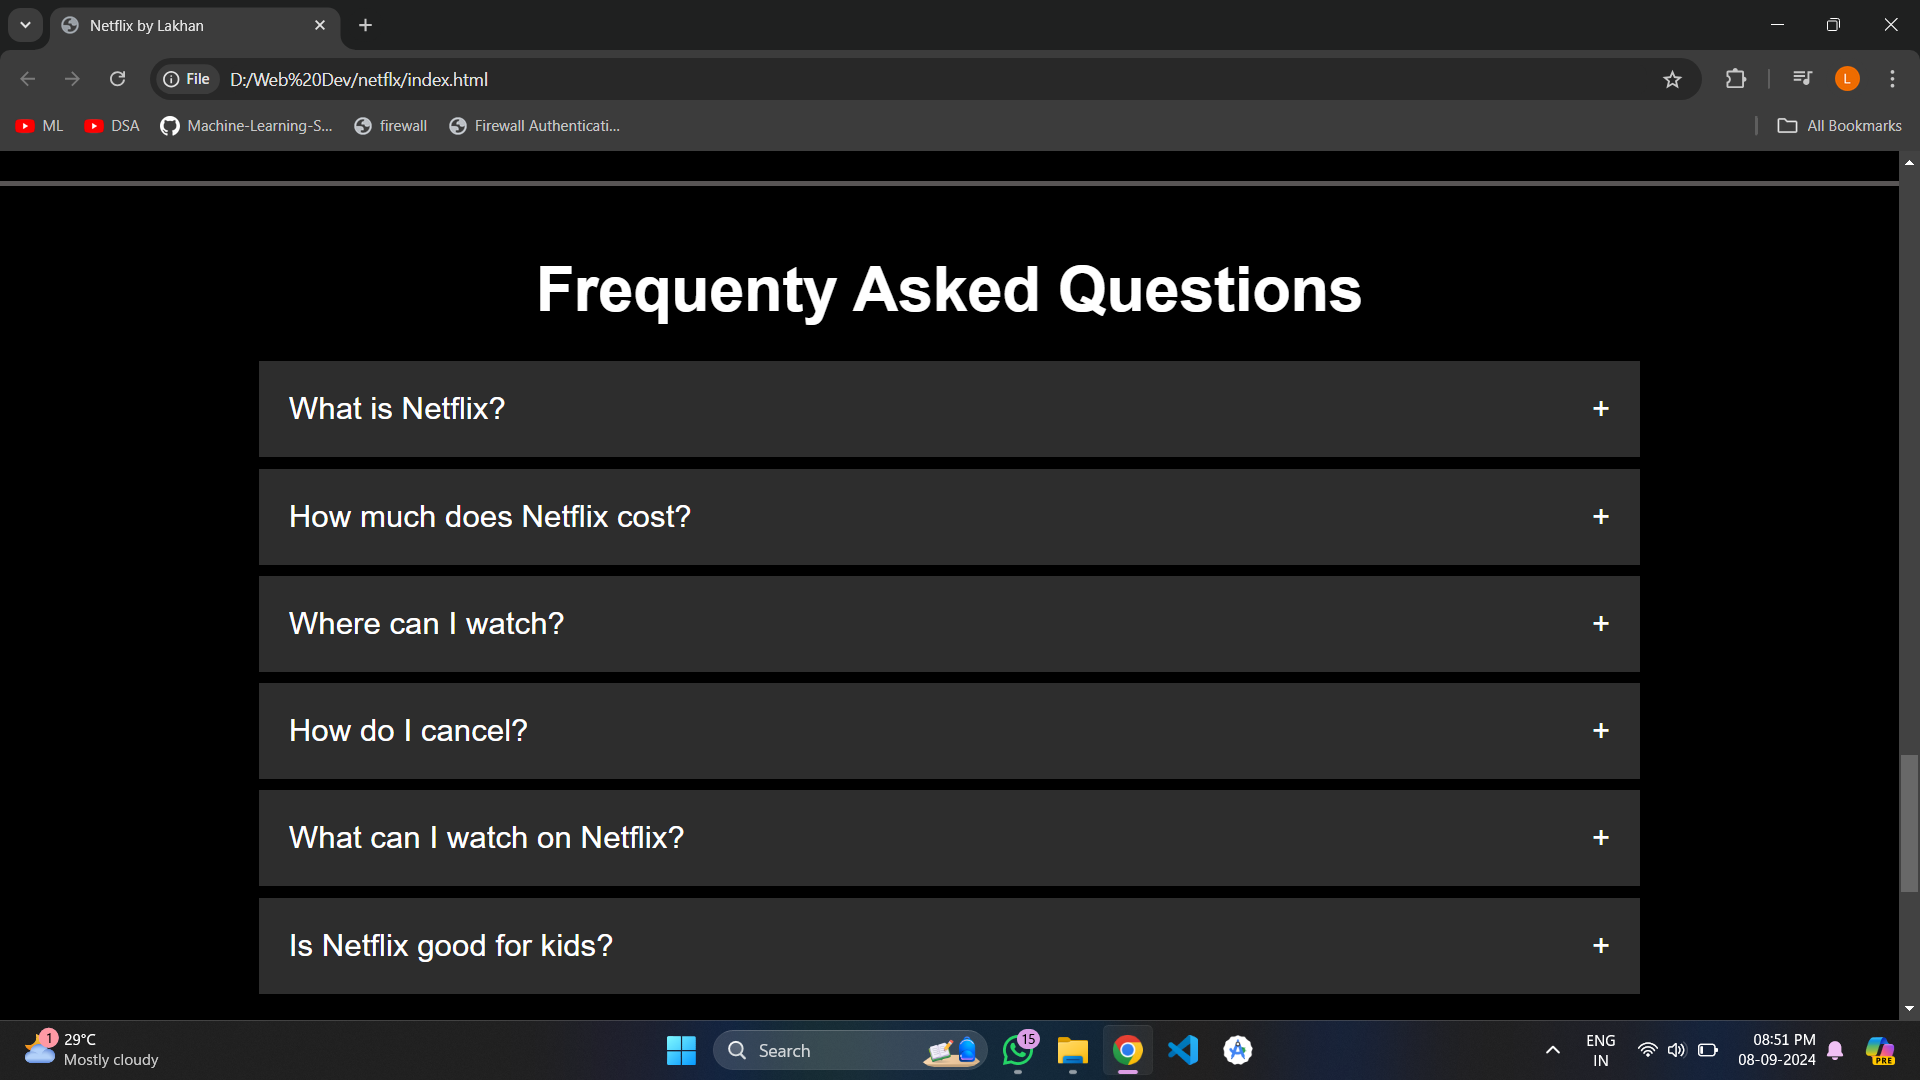 Netflix by Lakhan
File D:/Web%20Dev/netflx/index.html
L
ML DSA Machine-Learning-S... firewall Firewall Authenticati... All Bookmarks
Frequenty Asked Questions
What is Netflix? +
How much does Netflix cost? +
Where can I watch? +
How do I cancel? +
What can I watch on Netflix? +
Is Netflix good for kids? +
1 29°C
Mostly cloudy
Search
15
ENG
IN
08:51 PM
08-09-2024
PRE